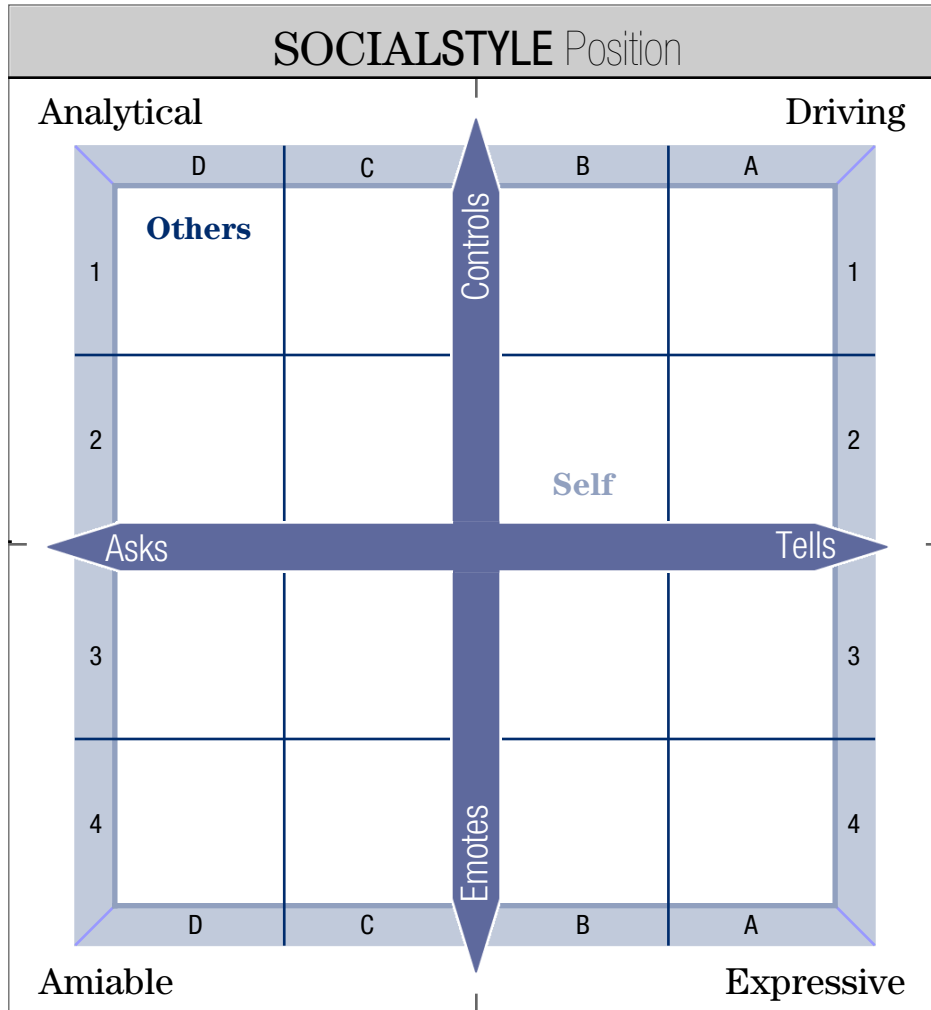 SOCIALSTYLE Position
Analytical
Driving
D
C
B
A
Others
Controls
1
1
2
2
Self
Asks
Tells
3
3
4
4
Emotes
D
C
B
A
Amiable
Expressive